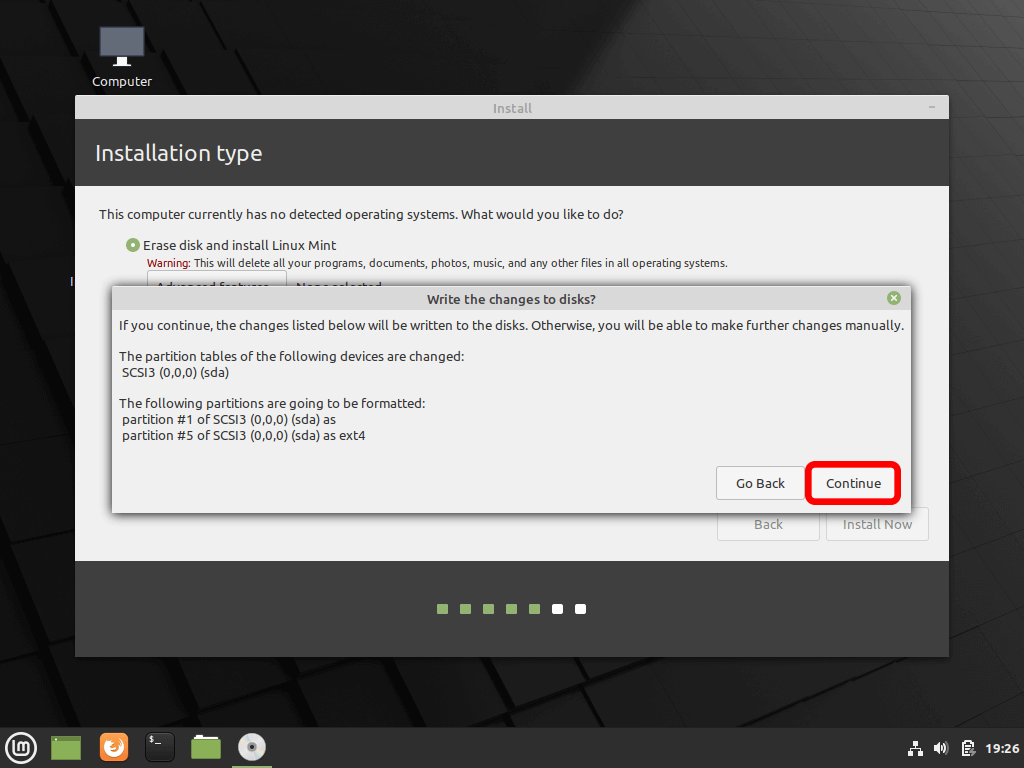 Computer
Install
Installation type
This computer currently has no detected operating systems. What would you like to do?
Erase disk and install Linux Mint
Warning: This will delete all your programs, documents, photos, music, and any other files in all operating systems.
Advanced features... None selected
Write the changes to disks?
If you continue, the changes listed below will be written to the disks. Otherwise, you will be able to make further changes manually.
The partition tables of the following devices are changed:
SCSI3 (0,0,0) (sda)
The following partitions are going to be formatted:
partition #1 of SCSI3 (0,0,0) (sda) as
partition #5 of SCSI3 (0,0,0) (sda) as ext4
Go Back Continue
Back Install Now
$_
19:26